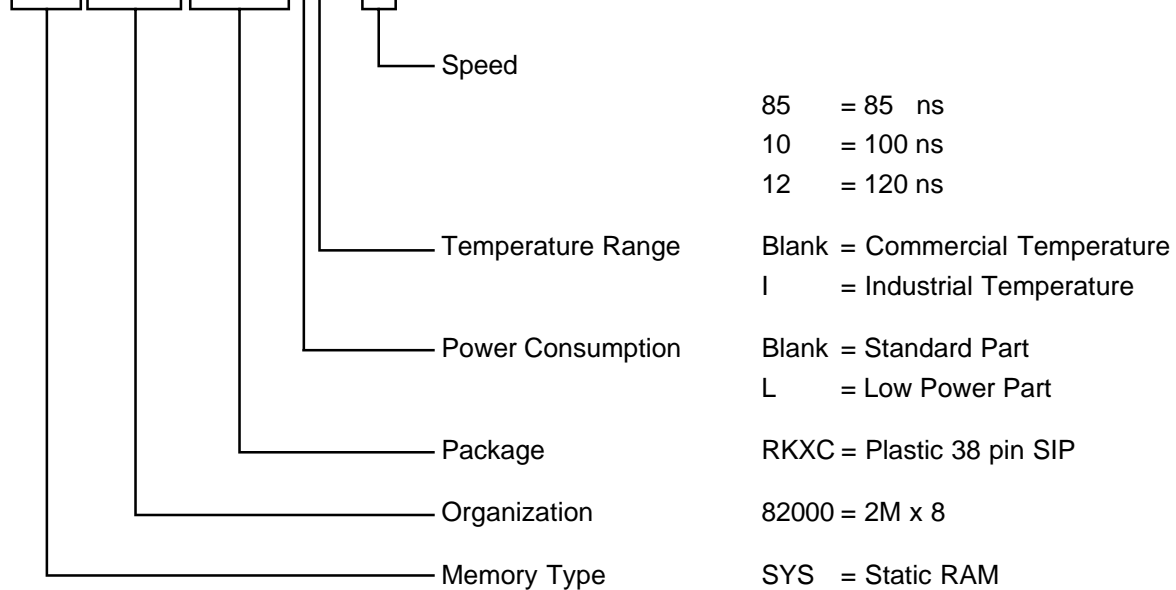 Speed
85 = 85 ns
10 = 100 ns
12 = 120 ns
Temperature Range Blank = Commercial Temperature
I = Industrial Temperature
Power Consumption Blank = Standard Part
L = Low Power Part
Package RKXC = Plastic 38 pin SIP
Organization 82000 = 2M x 8
Memory Type SYS = Static RAM